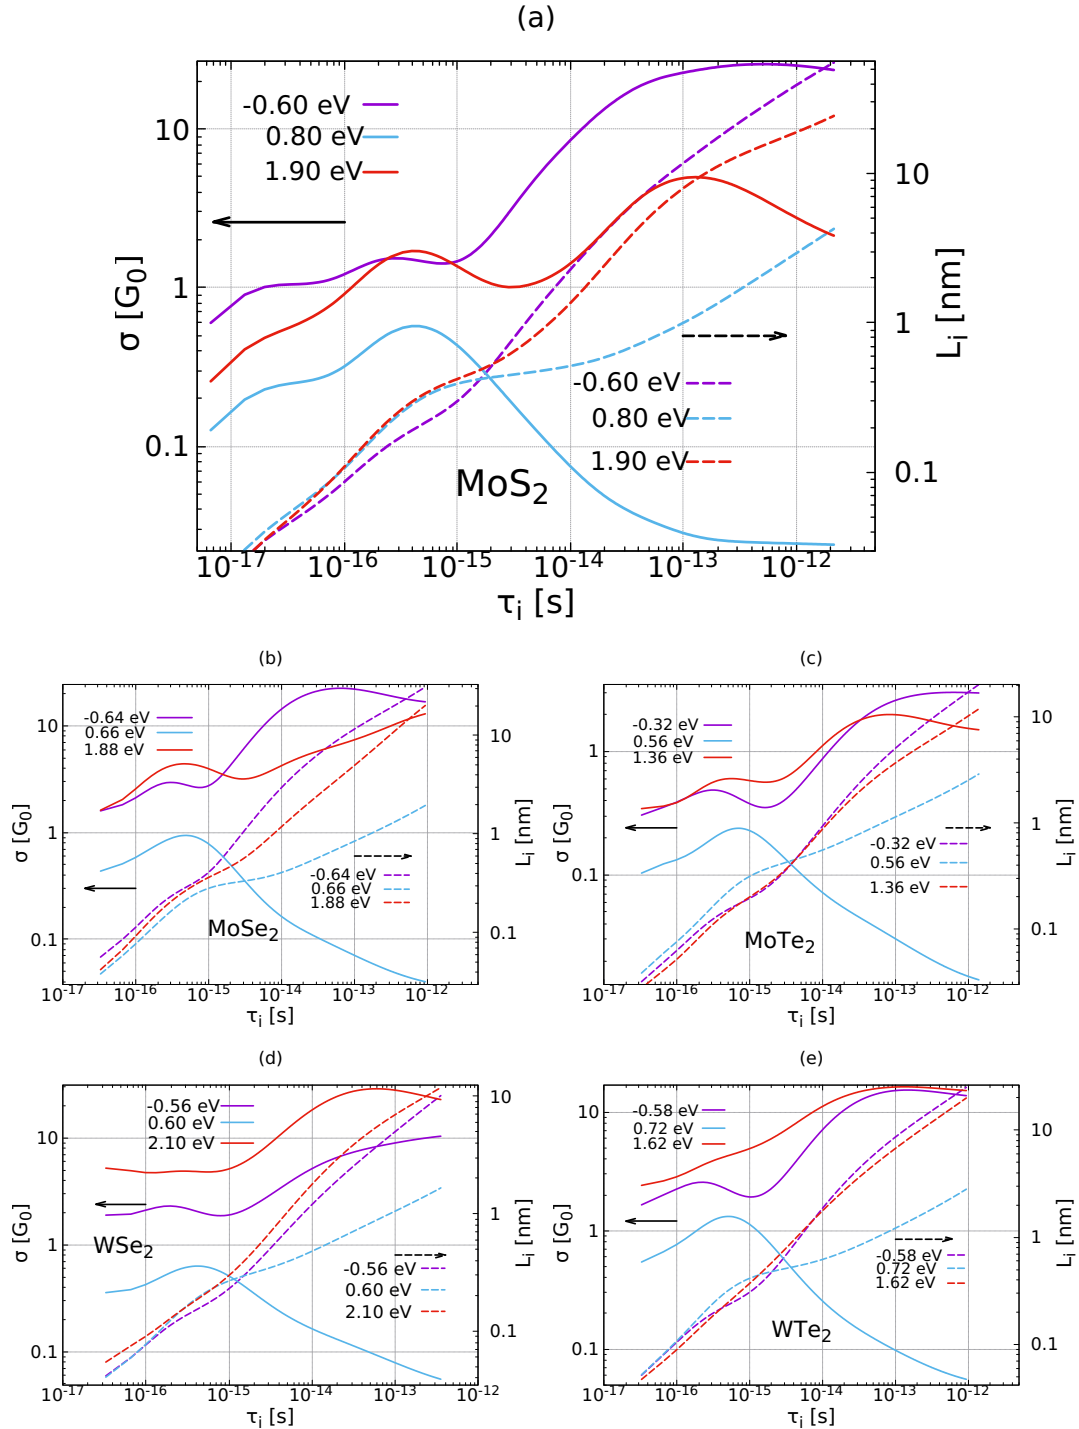 (a)
-0.60 eV
0.80 eV
1.90 eV
10
1
0.1
σ [G₀]
10
1
0.1
Lᵢ [nm]
-0.60 eV
0.80 eV
1.90 eV
MoS₂
10⁻¹⁷ 10⁻¹⁶ 10⁻¹⁵ 10⁻¹⁴ 10⁻¹³ 10⁻¹²
τᵢ [s]
(b)
-0.64 eV
0.66 eV
1.88 eV
10
1
0.1
σ [G₀]
10
1
0.1
Lᵢ [nm]
-0.64 eV
0.66 eV
1.88 eV
MoSe₂
10⁻¹⁷ 10⁻¹⁶ 10⁻¹⁵ 10⁻¹⁴ 10⁻¹³ 10⁻¹²
τᵢ [s]
(c)
-0.32 eV
0.56 eV
1.36 eV
1
0.1
σ [G₀]
10
1
0.1
Lᵢ [nm]
-0.32 eV
0.56 eV
1.36 eV
MoTe₂
10⁻¹⁷ 10⁻¹⁶ 10⁻¹⁵ 10⁻¹⁴ 10⁻¹³ 10⁻¹²
τᵢ [s]
(d)
-0.56 eV
0.60 eV
2.10 eV
10
1
0.1
σ [G₀]
10
1
0.1
Lᵢ [nm]
WSe₂
-0.56 eV
0.60 eV
2.10 eV
10⁻¹⁷ 10⁻¹⁶ 10⁻¹⁵ 10⁻¹⁴ 10⁻¹³ 10⁻¹²
τᵢ [s]
(e)
-0.58 eV
0.72 eV
1.62 eV
10
1
0.1
σ [G₀]
10
1
0.1
Lᵢ [nm]
-0.58 eV
0.72 eV
1.62 eV
WTe₂
10⁻¹⁷ 10⁻¹⁶ 10⁻¹⁵ 10⁻¹⁴ 10⁻¹³ 10⁻¹²
τᵢ [s]